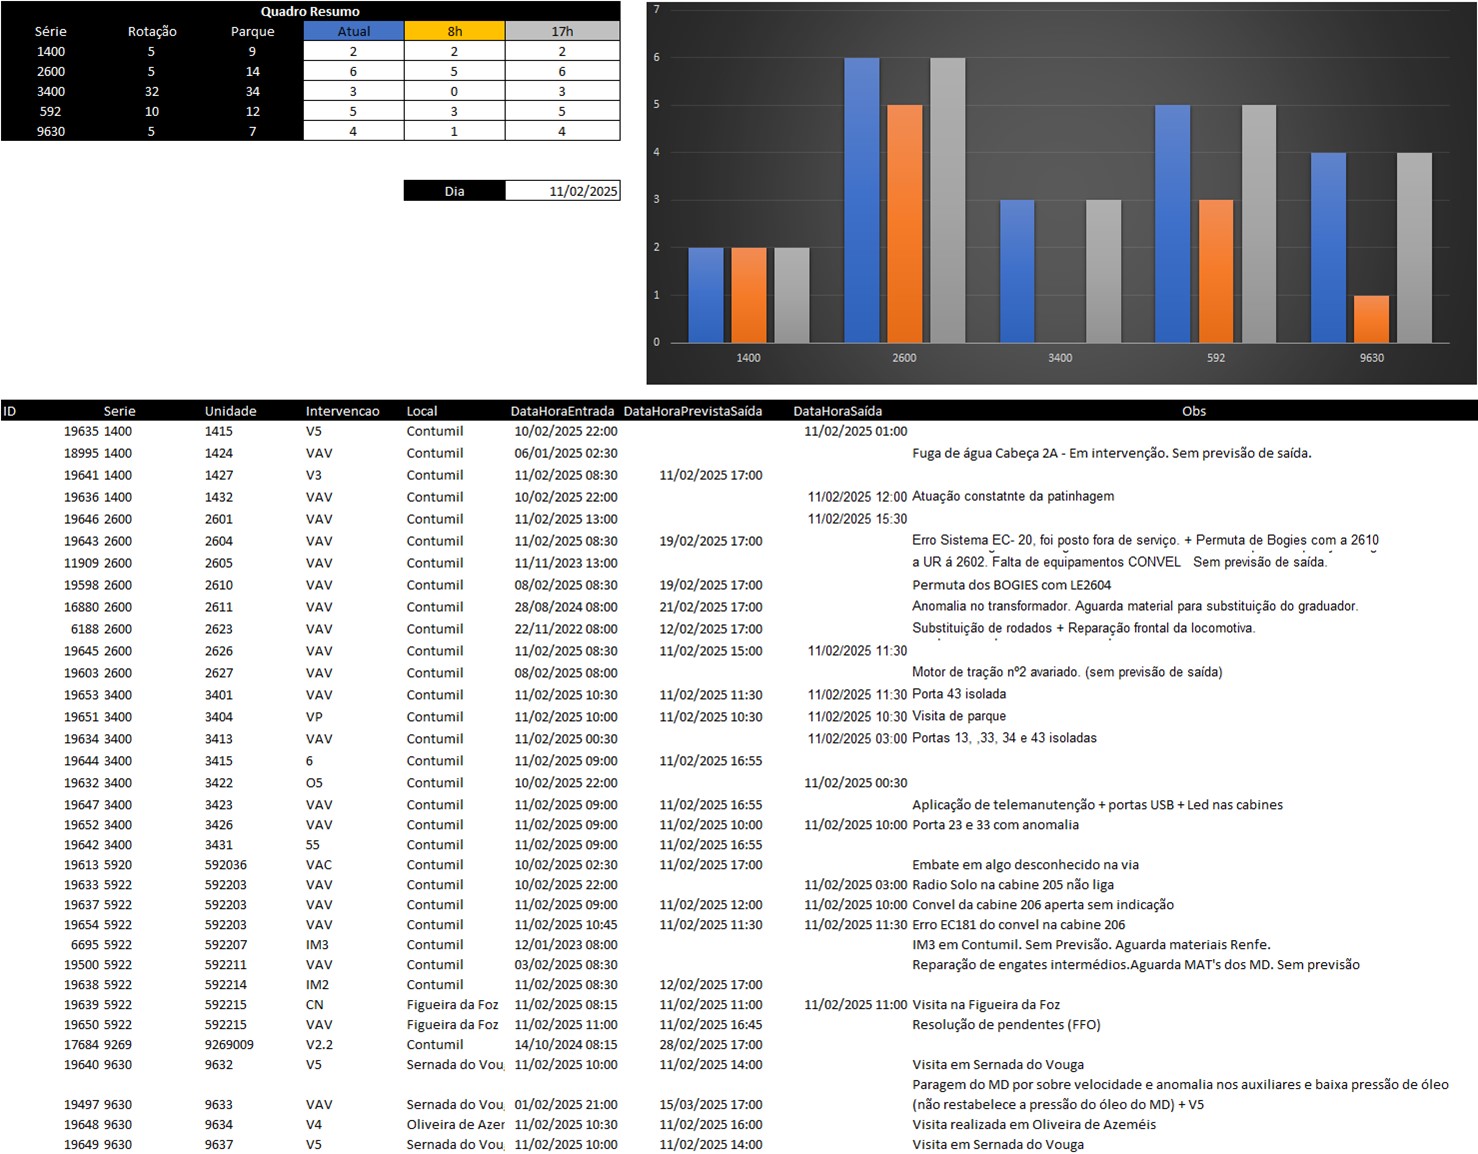 Quadro Resumo
Série Rotação Parque Atual 8h 17h
1400 5 9 2 2 2
2600 5 14 6 5 6
3400 32 34 3 0 3
592 10 12 5 3 5
9630 5 7 4 1 4
Dia 11/02/2025
7
6
5
4
3
2
1
0
1400 2600 3400 592 9630
ID Serie Unidade Intervencao Local DataHoraEntrada DataHoraPrevistaSaída DataHoraSaída Obs
19635 1400 1415 V5 Contumil 10/02/2025 22:00 11/02/2025 01:00
18995 1400 1424 VAV Contumil 06/01/2025 02:30 Fuga de água Cabeça 2A - Em intervenção. Sem previsão de saída.
19641 1400 1427 V3 Contumil 11/02/2025 08:30 11/02/2025 17:00
19636 1400 1432 VAV Contumil 10/02/2025 22:00 11/02/2025 12:00 Atuação constatnte da patinhagem
19646 2600 2601 VAV Contumil 11/02/2025 13:00 11/02/2025 15:30
19643 2600 2604 VAV Contumil 11/02/2025 08:30 19/02/2025 17:00 Erro Sistema EC- 20, foi posto fora de serviço. + Permuta de Bogies com a 2610
11909 2600 2605 VAV Contumil 11/11/2023 13:00 a UR á 2602. Falta de equipamentos CONVEL Sem previsão de saída.
19598 2600 2610 VAV Contumil 08/02/2025 08:30 19/02/2025 17:00 Permuta dos BOGIES com LE2604
16880 2600 2611 VAV Contumil 28/08/2024 08:00 21/02/2025 17:00 Anomalia no transformador. Aguarda material para substituição do graduador.
6188 2600 2623 VAV Contumil 22/11/2022 08:00 12/02/2025 17:00 Substituição de rodados + Reparação frontal da locomotiva.
19645 2600 2626 VAV Contumil 11/02/2025 08:30 11/02/2025 15:00 11/02/2025 11:30
19603 2600 2627 VAV Contumil 08/02/2025 08:00 Motor de tração nº2 avariado. (sem previsão de saída)
19653 3400 3401 VAV Contumil 11/02/2025 10:30 11/02/2025 11:30 11/02/2025 11:30 Porta 43 isolada
19651 3400 3404 VP Contumil 11/02/2025 10:00 11/02/2025 10:30 11/02/2025 10:30 Visita de parque
19634 3400 3413 VAV Contumil 11/02/2025 00:30 11/02/2025 03:00 Portas 13, ,33, 34 e 43 isoladas
19644 3400 3415 6 Contumil 11/02/2025 09:00 11/02/2025 16:55
19632 3400 3422 O5 Contumil 10/02/2025 22:00 11/02/2025 00:30
19647 3400 3423 VAV Contumil 11/02/2025 09:00 11/02/2025 16:55 Aplicação de telemanutenção + portas USB + Led nas cabines
19652 3400 3426 VAV Contumil 11/02/2025 09:00 11/02/2025 10:00 11/02/2025 10:00 Porta 23 e 33 com anomalia
19642 3400 3431 55 Contumil 11/02/2025 09:00 11/02/2025 16:55
19613 5920 592036 VAC Contumil 10/02/2025 02:30 11/02/2025 17:00 Embate em algo desconhecido na via
19633 5922 592203 VAV Contumil 10/02/2025 22:00 11/02/2025 03:00 Radio Solo na cabine 205 não liga
19637 5922 592203 VAV Contumil 11/02/2025 09:00 11/02/2025 12:00 11/02/2025 10:00 Convel da cabine 206 aperta sem indicação
19654 5922 592203 VAV Contumil 11/02/2025 10:45 11/02/2025 11:30 11/02/2025 11:30 Erro EC181 do convel na cabine 206
6695 5922 592207 IM3 Contumil 12/01/2023 08:00 IM3 em Contumil. Sem Previsão. Aguarda materiais Renfe.
19500 5922 592211 VAV Contumil 03/02/2025 08:30 Reparação de engates intermédios.Aguarda MAT's dos MD. Sem previsão
19638 5922 592214 IM2 Contumil 11/02/2025 08:30 12/02/2025 17:00
19639 5922 592215 CN Figueira da Foz 11/02/2025 08:15 11/02/2025 11:00 11/02/2025 11:00 Visita na Figueira da Foz
19650 5922 592215 VAV Figueira da Foz 11/02/2025 11:00 11/02/2025 16:45 Resolução de pendentes (FFO)
17684 9269 9269009 V2.2 Contumil 14/10/2024 08:15 28/02/2025 17:00
19640 9630 9632 V5 Sernada do Vou 11/02/2025 10:00 11/02/2025 14:00 Visita em Sernada do Vouga
Paragem do MD por sobre velocidade e anomalia nos auxiliares e baixa pressão de óleo
19497 9630 9633 VAV Sernada do Vou 01/02/2025 21:00 15/03/2025 17:00 (não restabelece a pressão do óleo do MD) + V5
19648 9630 9634 V4 Oliveira de Azer 11/02/2025 10:30 11/02/2025 16:00 Visita realizada em Oliveira de Azeméis
19649 9630 9637 V5 Sernada do Vou 11/02/2025 10:00 11/02/2025 14:00 Visita em Sernada do Vouga